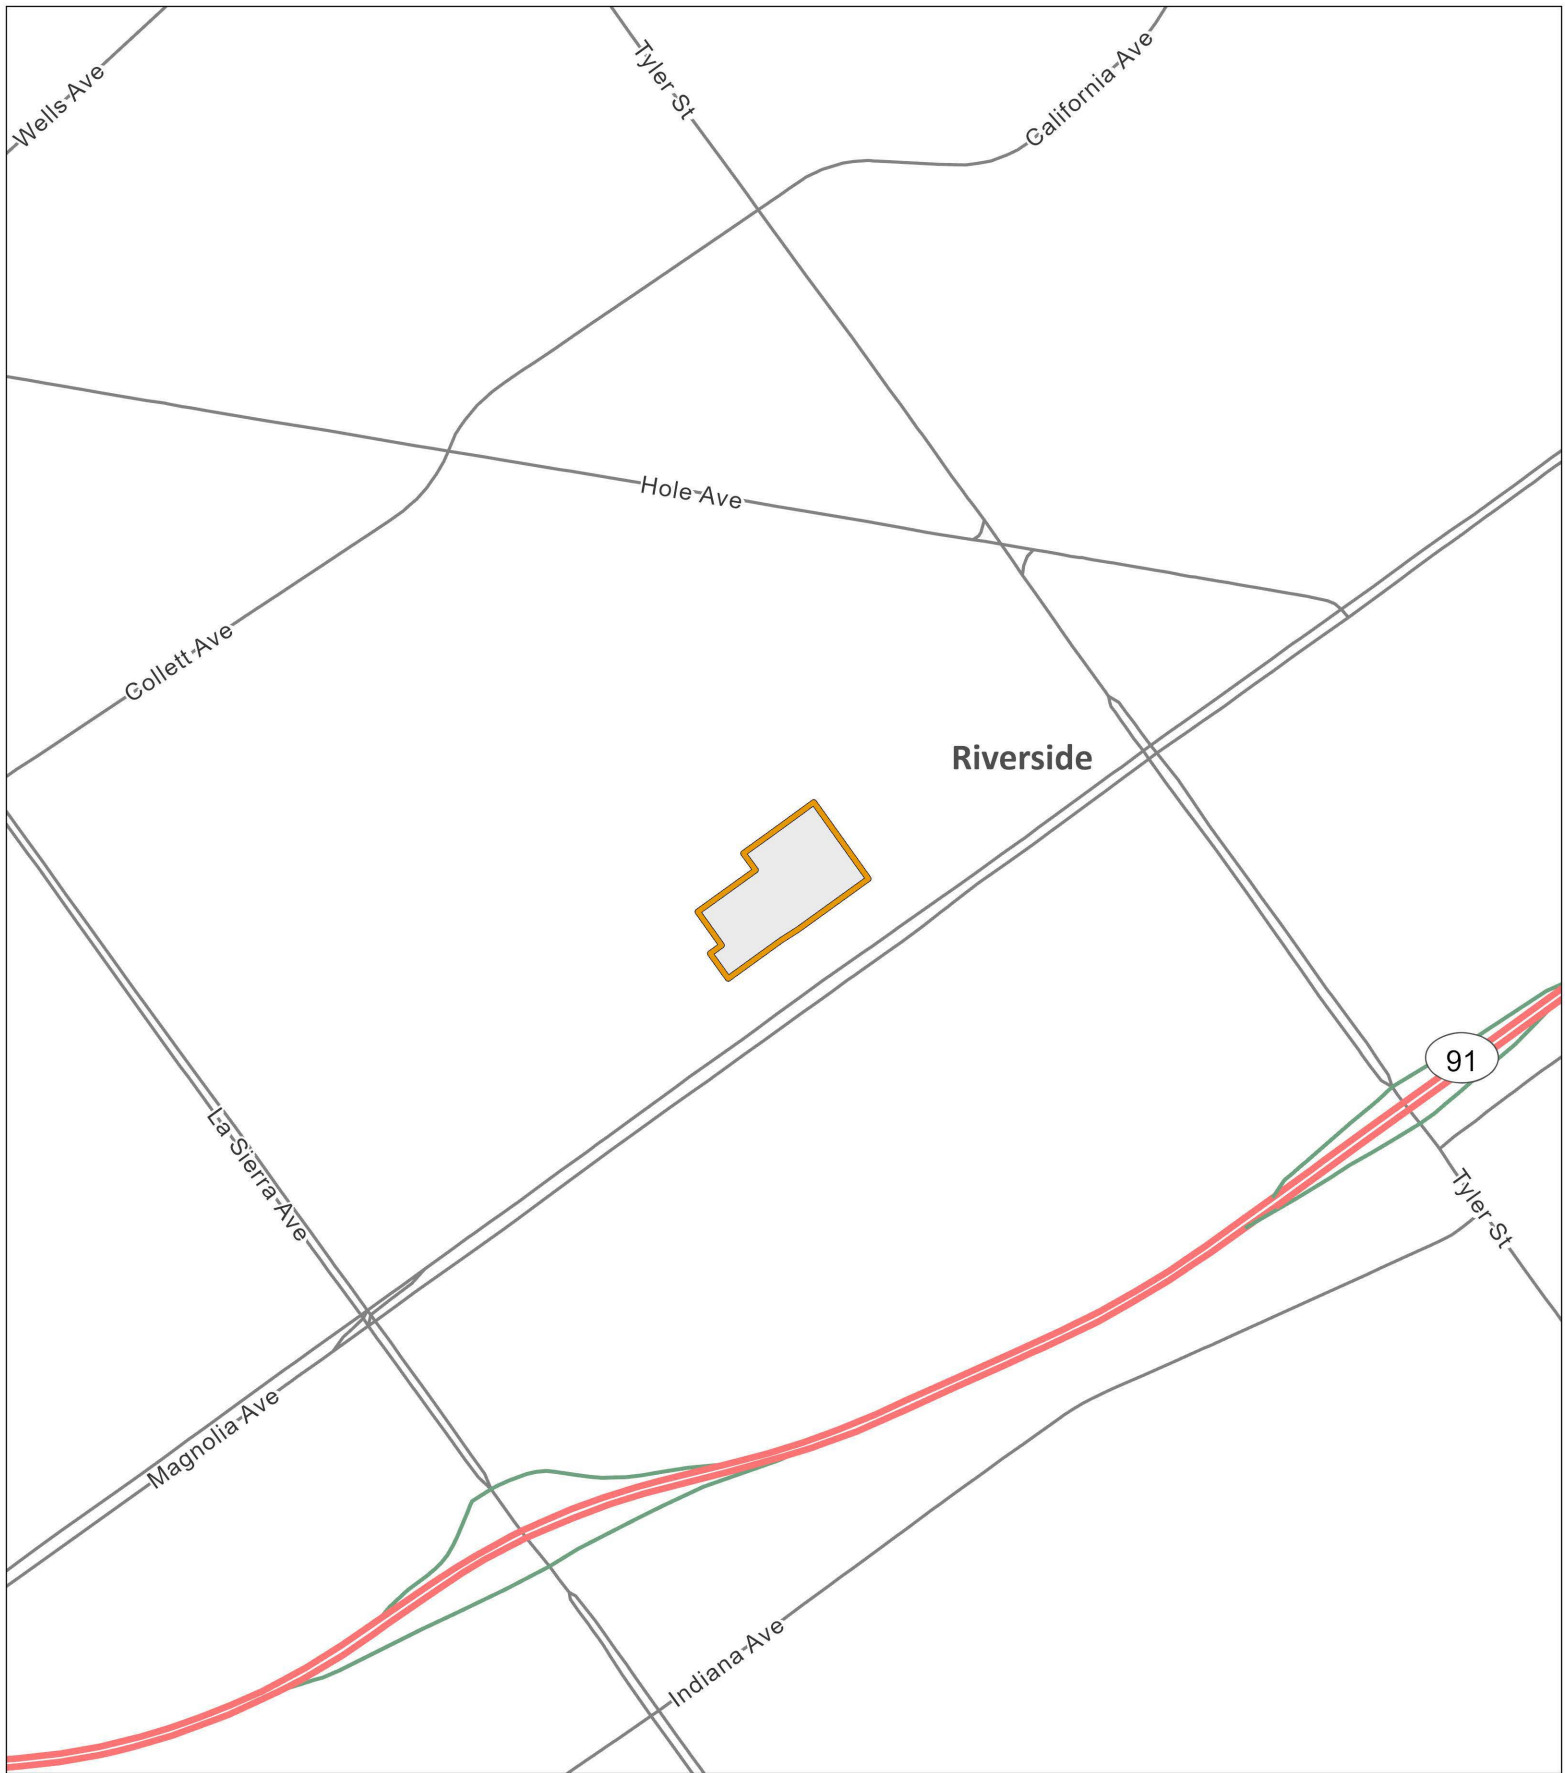 Wells Ave
Tyler St
California Ave
Hole Ave
Collett Ave
Riverside
91
La Sierra Ave
Tyler St
Magnolia Ave
Indiana Ave